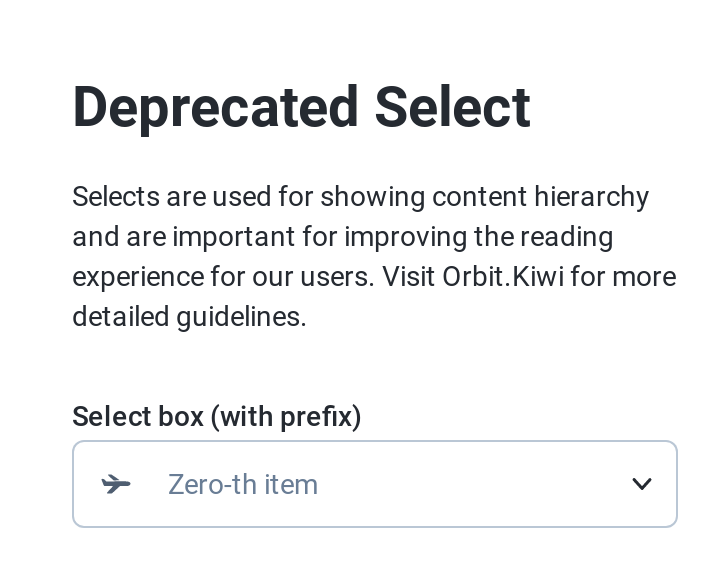 Deprecated Select
Selects are used for showing content hierarchy
and are important for improving the reading
experience for our users. Visit Orbit.Kiwi for more
detailed guidelines.
Select box (with prefix)
Zero-th item